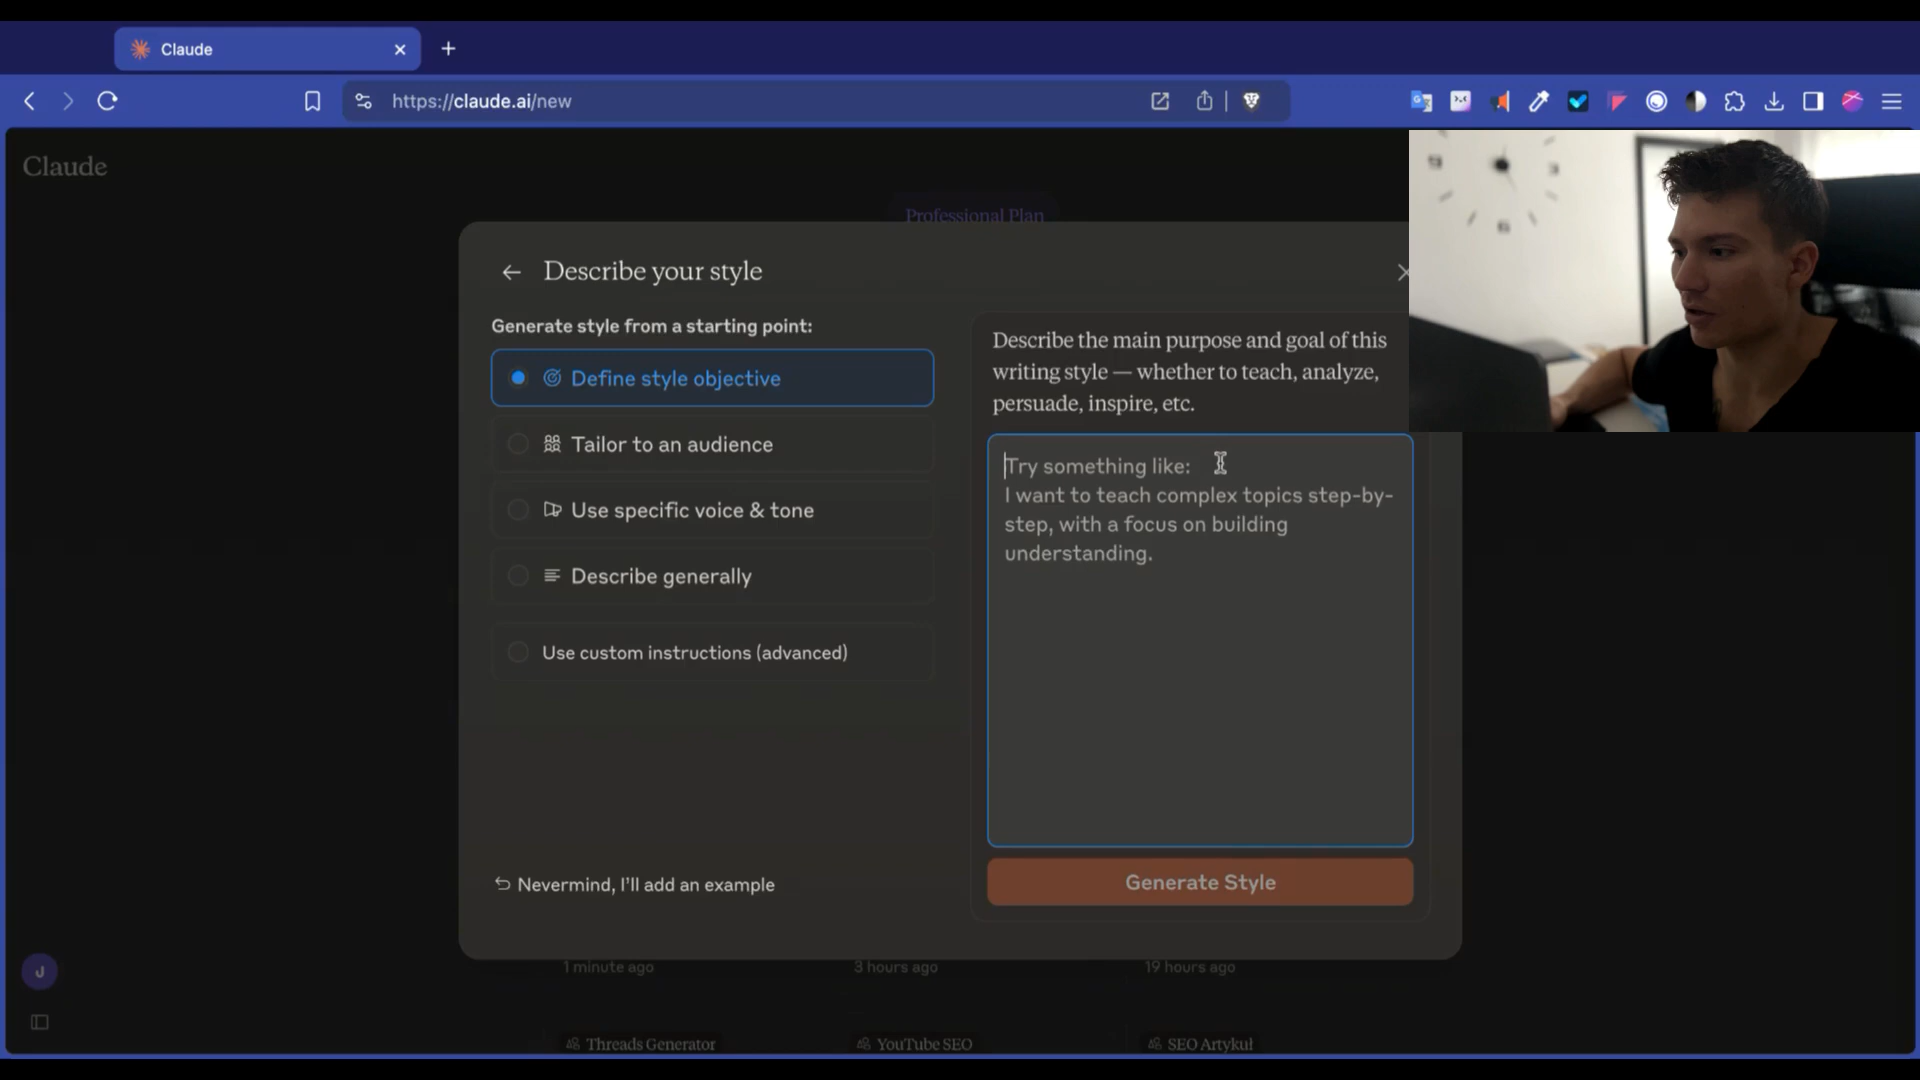 Claude
https://claude.ai/new
Claude
Professional Plan
Describe your style
Generate style from a starting point:
Define style objective
Tailor to an audience
Use specific voice & tone
Describe generally
Use custom instructions (advanced)
Nevermind, I'll add an example
Describe the main purpose and goal of this
writing style — whether to teach, analyze,
persuade, inspire, etc.
Try something like:
I want to teach complex topics step-by-
step, with a focus on building
understanding.
Generate Style
J
1 minute ago
3 hours ago
19 hours ago
Threads Generator
YouTube SEO
SEO Artykuł